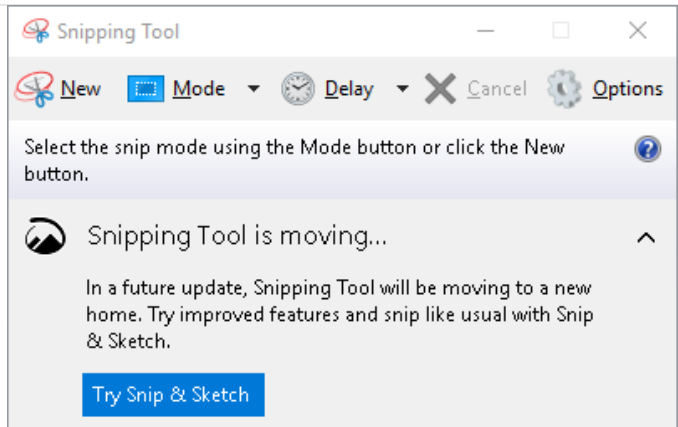 Snipping Tool
New Mode Delay Cancel Options
Select the snip mode using the Mode button or click the New
button.
Snipping Tool is moving...
In a future update, Snipping Tool will be moving to a new
home. Try improved features and snip like usual with Snip
& Sketch.
Try Snip & Sketch